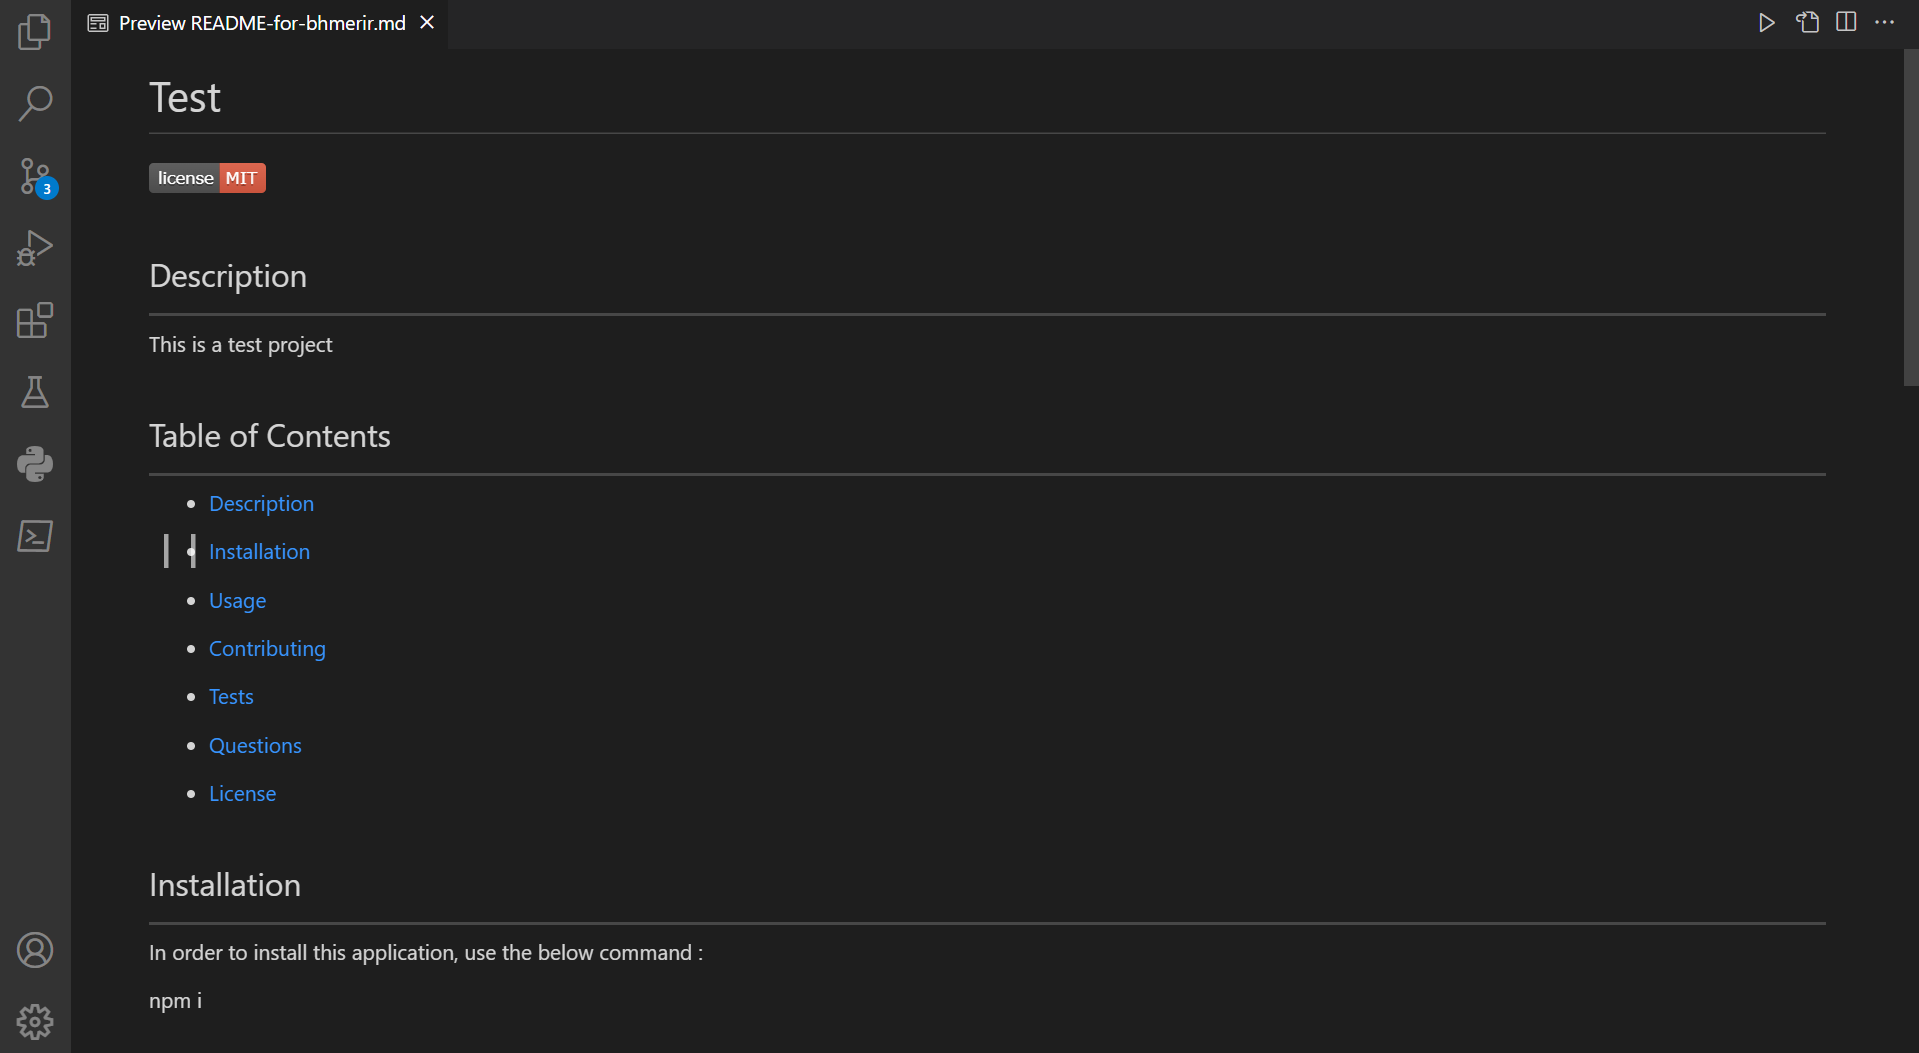 Preview README-for-bhmerir.md
Test
license MIT
3
Description
This is a test project
Table of Contents
Description
Installation
Usage
Contributing
Tests
Questions
License
Installation
In order to install this application, use the below command :
npm i